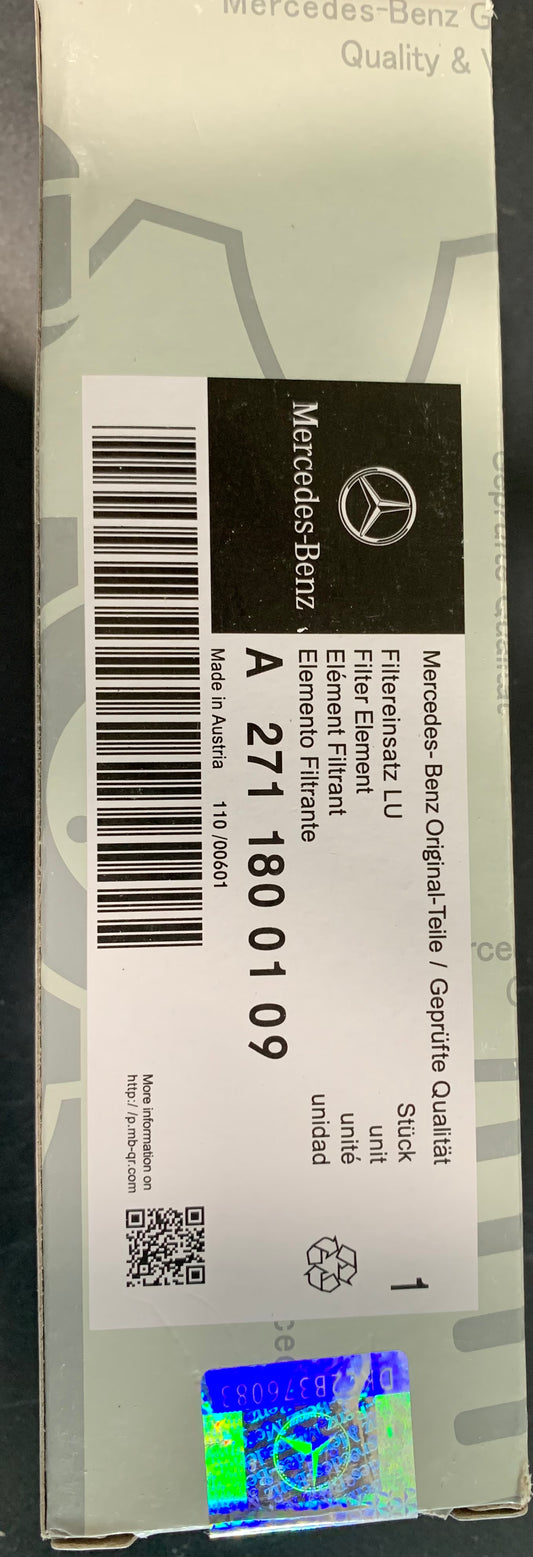 Mercedes-Benz G
Quality &
Mercedes-Benz
Mercedes- Benz Original-Teile / Geprüfte Qualität
Filtereinsatz LU
Filter Element
Elément Filtrant
Elemento Filtrante
Stück
unit
unité
unidad
1
A 271 180 01 09
Made in Austria 110 /00601
More information on
http:/ /p.mb-qr.com